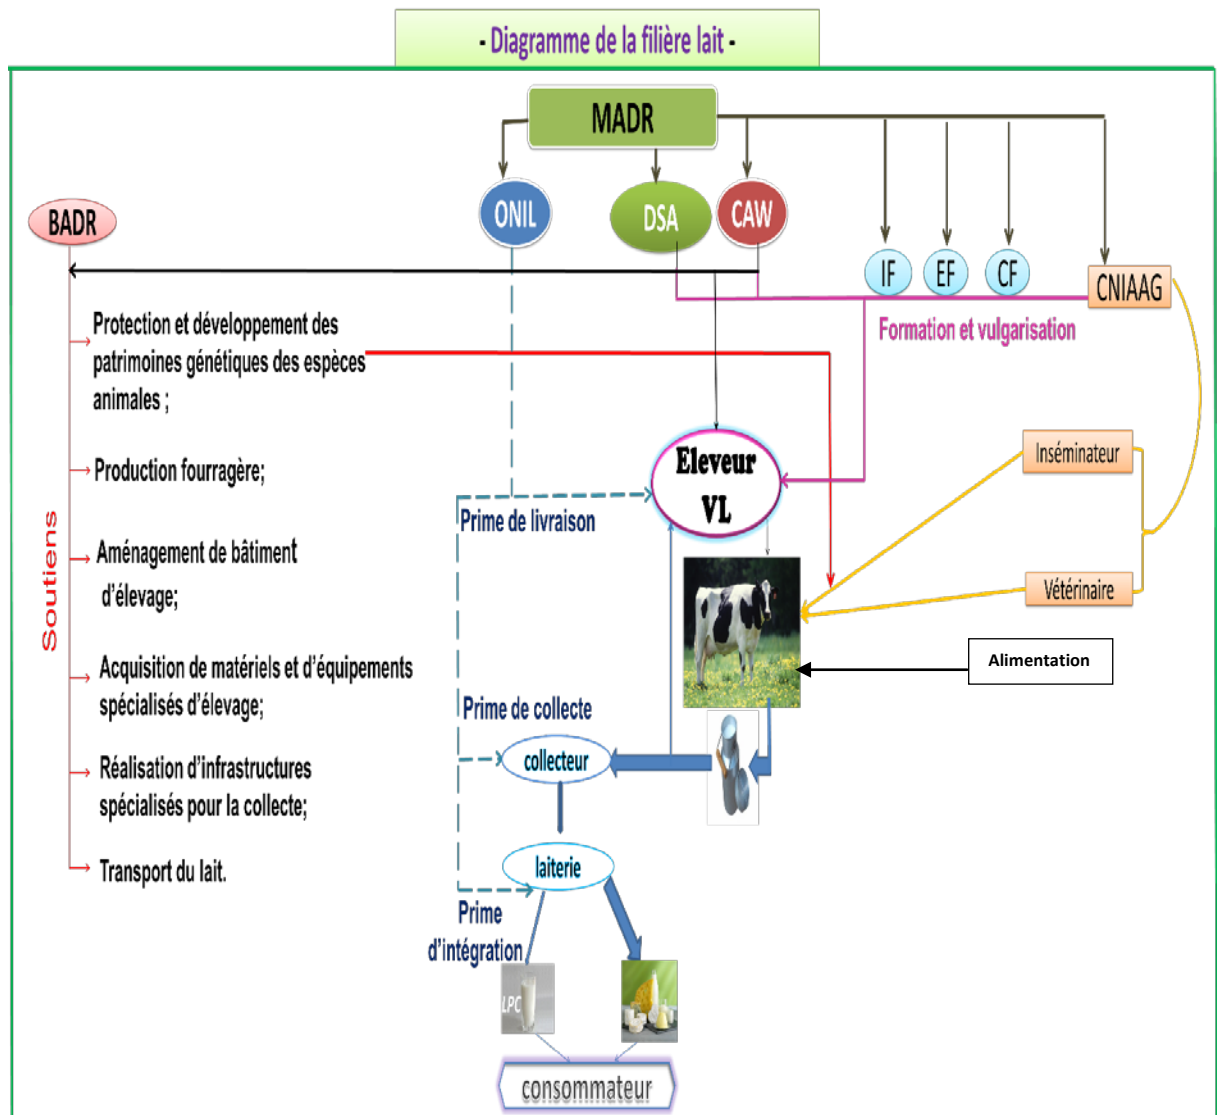 - Diagramme de la filière lait -
MADR
ONIL
DSA
CAW
BADR
IF
EF
CF
CNIAAG
Formation et vulgarisation
Protection et développement des
patrimoines génétiques des espèces
animales ;
Production fourragère;
Aménagement de bâtiment
d'élevage;
Acquisition de matériels et d'équipements
spécialisés d'élevage;
Réalisation d'infrastructures
spécialisés pour la collecte;
Transport du lait.
Soutiens
Eleveur
VL
Inséminateur
Vétérinaire
Alimentation
Prime de livraison
Prime de collecte
collecteur
laiterie
Prime
d'intégration
LPC
consommateur